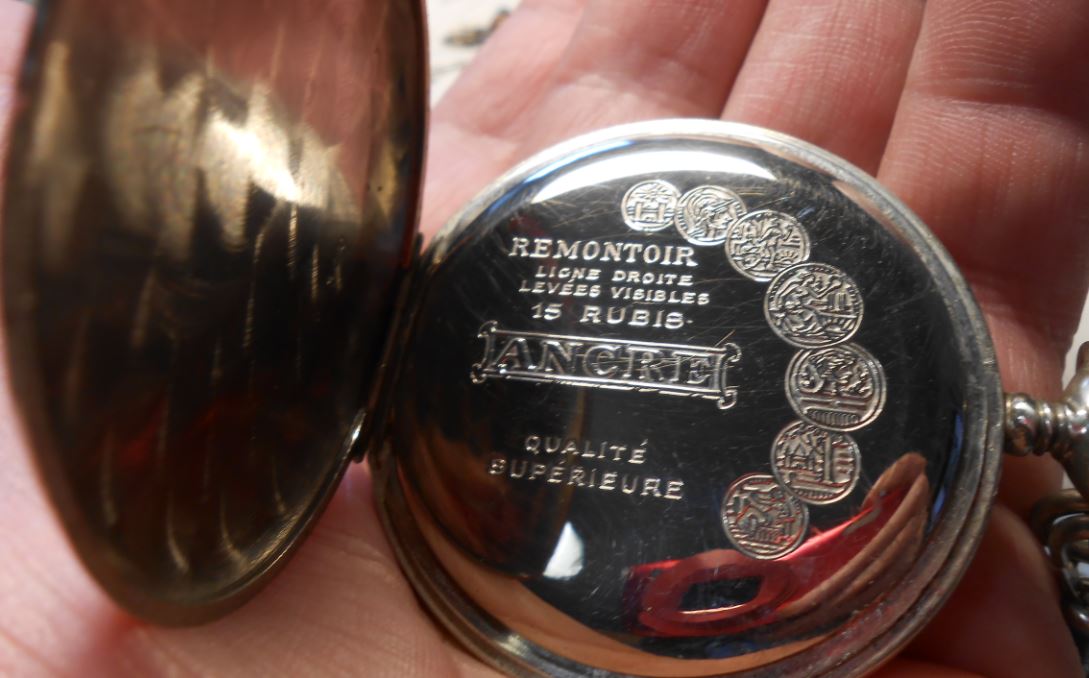 REMONTOIR
LIGNE DROITE
LEVÉES VISIBLES
15 RUBIS
ANCRE
QUALITÉ
SUPÉRIEURE